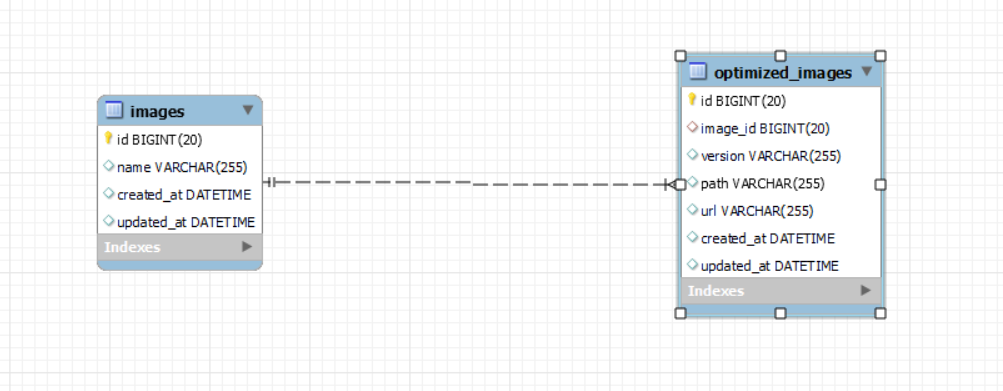 images
id BIGINT(20)
name VARCHAR(255)
created_at DATETIME
updated_at DATETIME
Indexes
optimized_images
id BIGINT(20)
image_id BIGINT(20)
version VARCHAR(255)
path VARCHAR(255)
url VARCHAR(255)
created_at DATETIME
updated_at DATETIME
Indexes